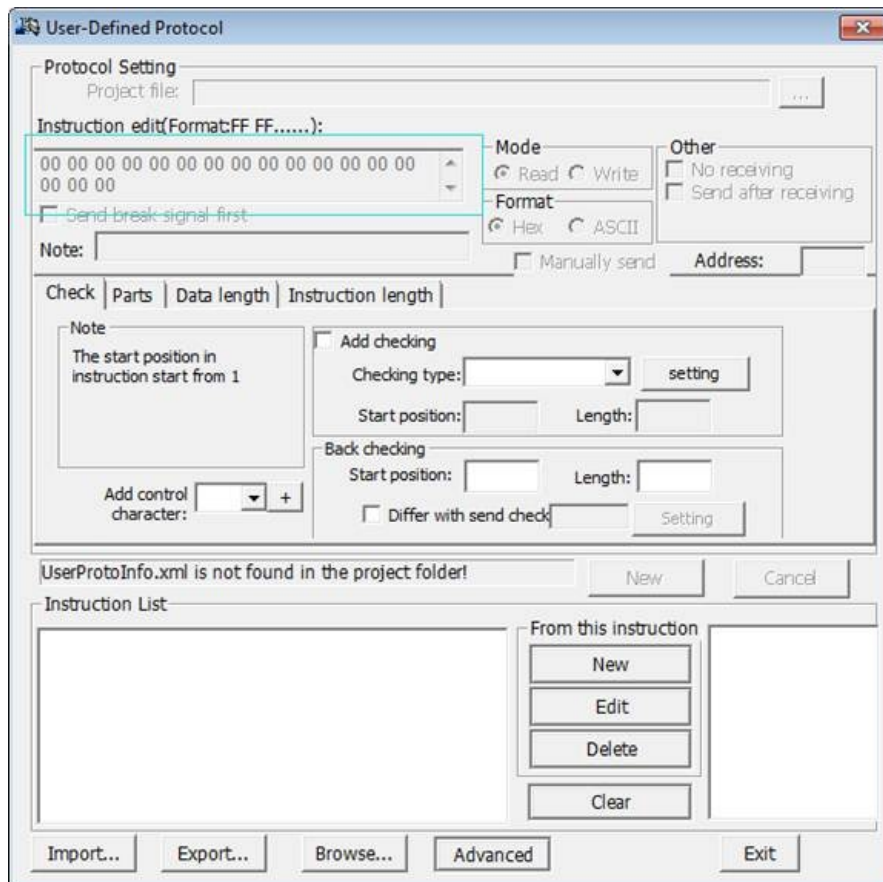 User-Defined Protocol
Protocol Setting
Project file:
...
Instruction edit(Format:FF FF......):
00 00 00 00 00 00 00 00 00 00 00 00 00 00
00 00 00
Send break signal first
Note:
Mode
Read Write
Format
Hex ASCII
Other
No receiving
Send after receiving
Manually send
Address:
Check Parts Data length Instruction length
Note
The start position in
instruction start from 1
Add control
character:
+
Add checking
Checking type:
setting
Start position: Length:
Back checking
Start position: Length:
Differ with send check
Setting
UserProtoInfo.xml is not found in the project folder!
New Cancel
Instruction List
From this instruction
New
Edit
Delete
Clear
Import... Export... Browse... Advanced Exit